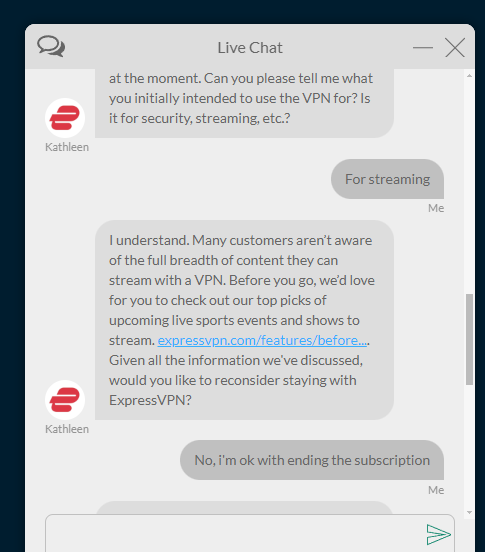 Live Chat
at the moment. Can you please tell me what
you initially intended to use the VPN for? Is
it for security, streaming, etc.?
Kathleen
For streaming
Me
I understand. Many customers aren't aware
of the full breadth of content they can
stream with a VPN. Before you go, we'd love
for you to check out our top picks of
upcoming live sports events and shows to
stream. expressvpn.com/features/before....
Given all the information we've discussed,
would you like to reconsider staying with
ExpressVPN?
Kathleen
No, i'm ok with ending the subscription
Me